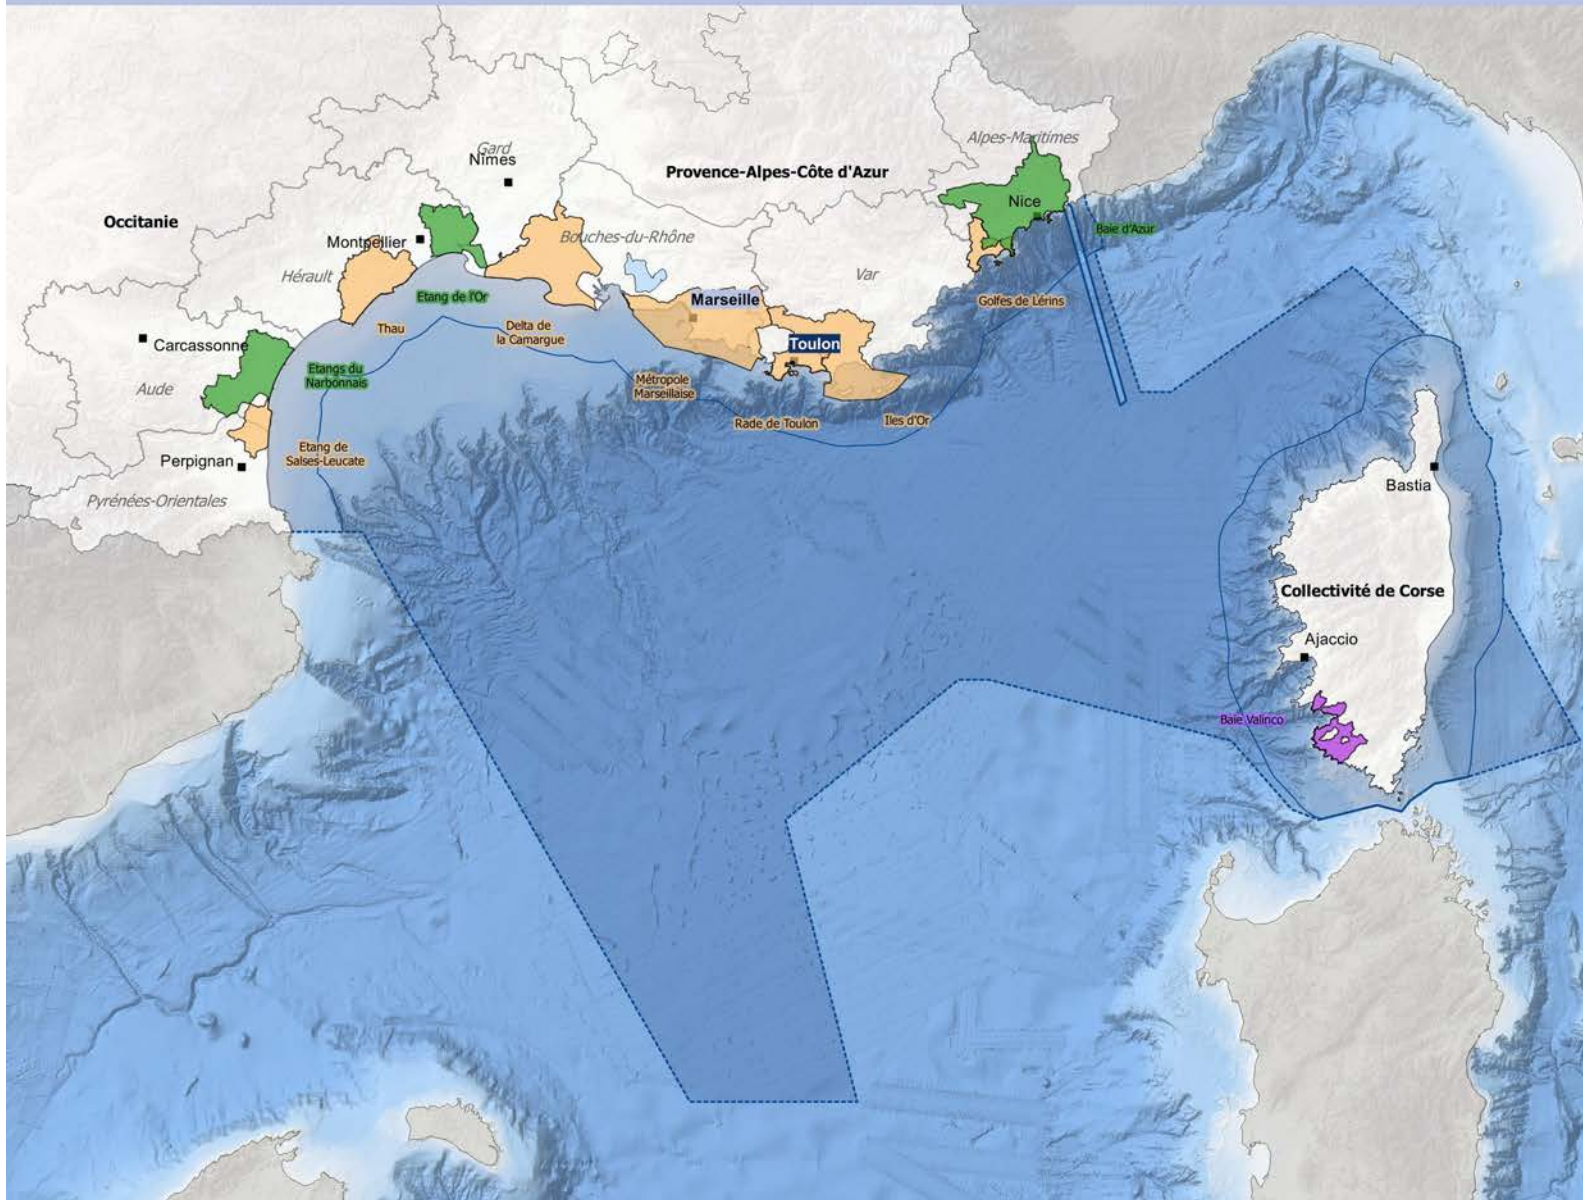 Alpes-Maritimes
Gard
Nîmes
Provence-Alpes-Côte d'Azur
Nice
Occitanie
Baie d'Azur
Montpellier
Bouches-du-Rhône
Hérault
Var
Etang de l'Or
Marseille
Golfes de Lérins
Thau
Delta de
la Camargue
Carcassonne
Toulon
Etangs du
Narbonnais
Métropole
Marseillaise
Aude
Rade de Toulon
Iles d'Or
Etang de
Salses-Leucate
Perpignan
Pyrénées-Orientales
Bastia
Collectivité de Corse
Ajaccio
Baie Valinco